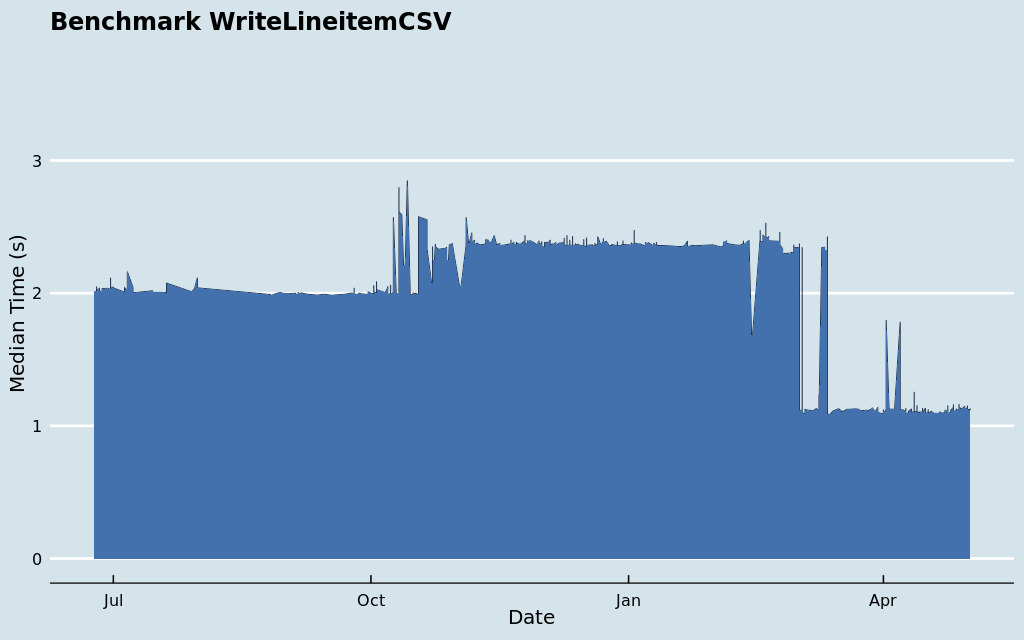 Benchmark WriteLineitemCSV
Median Time (s)
3
2
1
0
Jul
Oct
Jan
Apr
Date